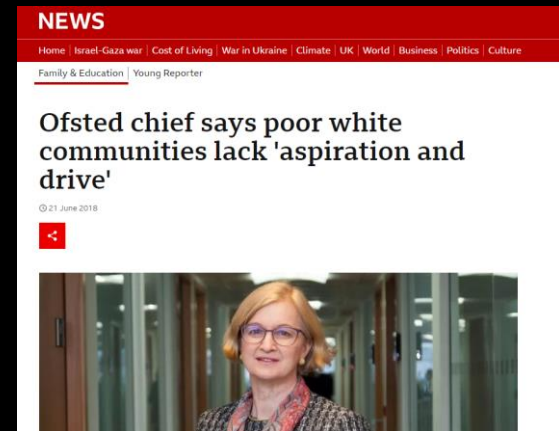 NEWS
Home | Israel-Gaza war | Cost of Living | War in Ukraine | Climate | UK | World | Business | Politics | Culture
Family & Education | Young Reporter
Ofsted chief says poor white
communities lack 'aspiration and
drive'
21 June 2018